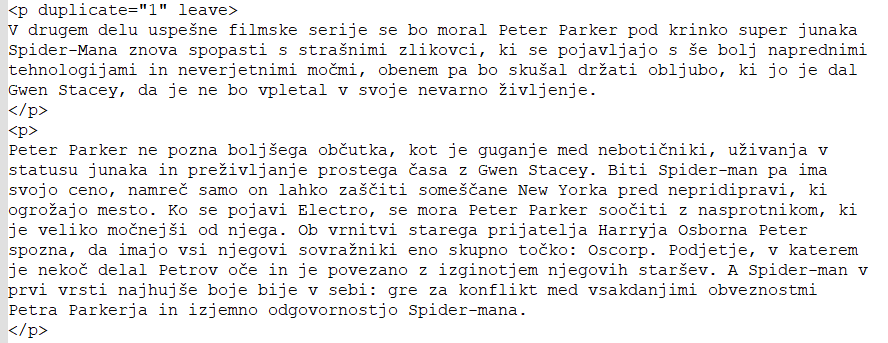 <p duplicate="1" leave>
V drugem delu uspešne filmske serije se bo moral Peter Parker pod krinko super junaka
Spider-Mana znova spopasti s strašnimi zlikovci, ki se pojavljajo s še bolj naprednimi
tehnologijami in neverjetnimi močmi, obenem pa bo skušal držati obljubo, ki jo je dal
Gwen Stacey, da je ne bo vpletal v svoje nevarno življenje.
</p>
<p>
Peter Parker ne pozna boljšega občutka, kot je guganje med nebotičniki, uživanja v
statusu junaka in preživljanje prostega časa z Gwen Stacey. Biti Spider-man pa ima
svojo ceno, namreč samo on lahko zaščiti someščane New Yorka pred nepridipravi, ki
ogrožajo mesto. Ko se pojavi Electro, se mora Peter Parker soočiti z nasprotnikom, ki
je veliko močnejši od njega. Ob vrnitvi starega prijatelja Harryja Osborna Peter
spozna, da imajo vsi njegovi sovražniki eno skupno točko: Oscorp. Podjetje, v katerem
je nekoč delal Petrov oče in je povezano z izginotjem njegovih staršev. A Spider-man v
prvi vrsti najhujše boje bije v sebi: gre za konflikt med vsakdanjimi obveznostmi
Petra Parkerja in izjemno odgovornostjo Spider-mana.
</p>